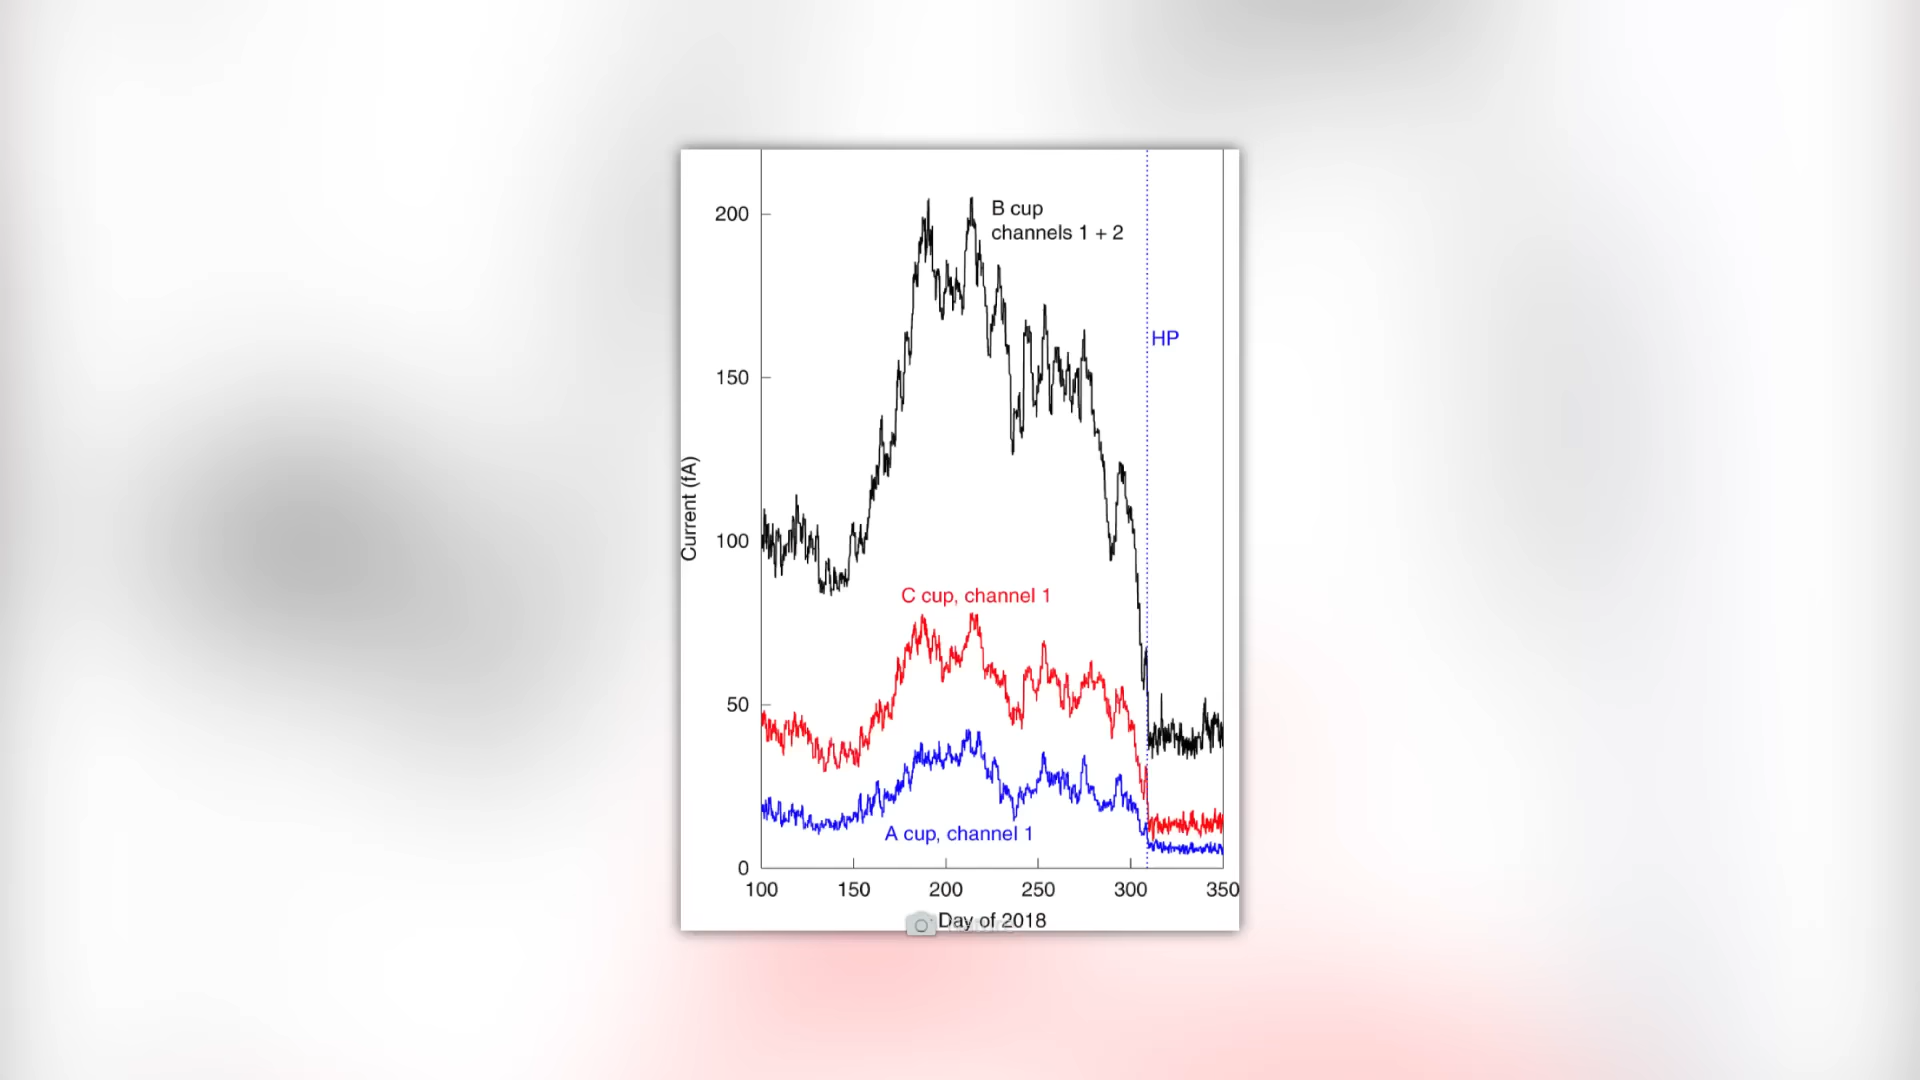 200
150
100
50
0
Current (fA)
B cup
channels 1 + 2
HP
C cup, channel 1
A cup, channel 1
100 150 200 250 300 350
Day of 2018